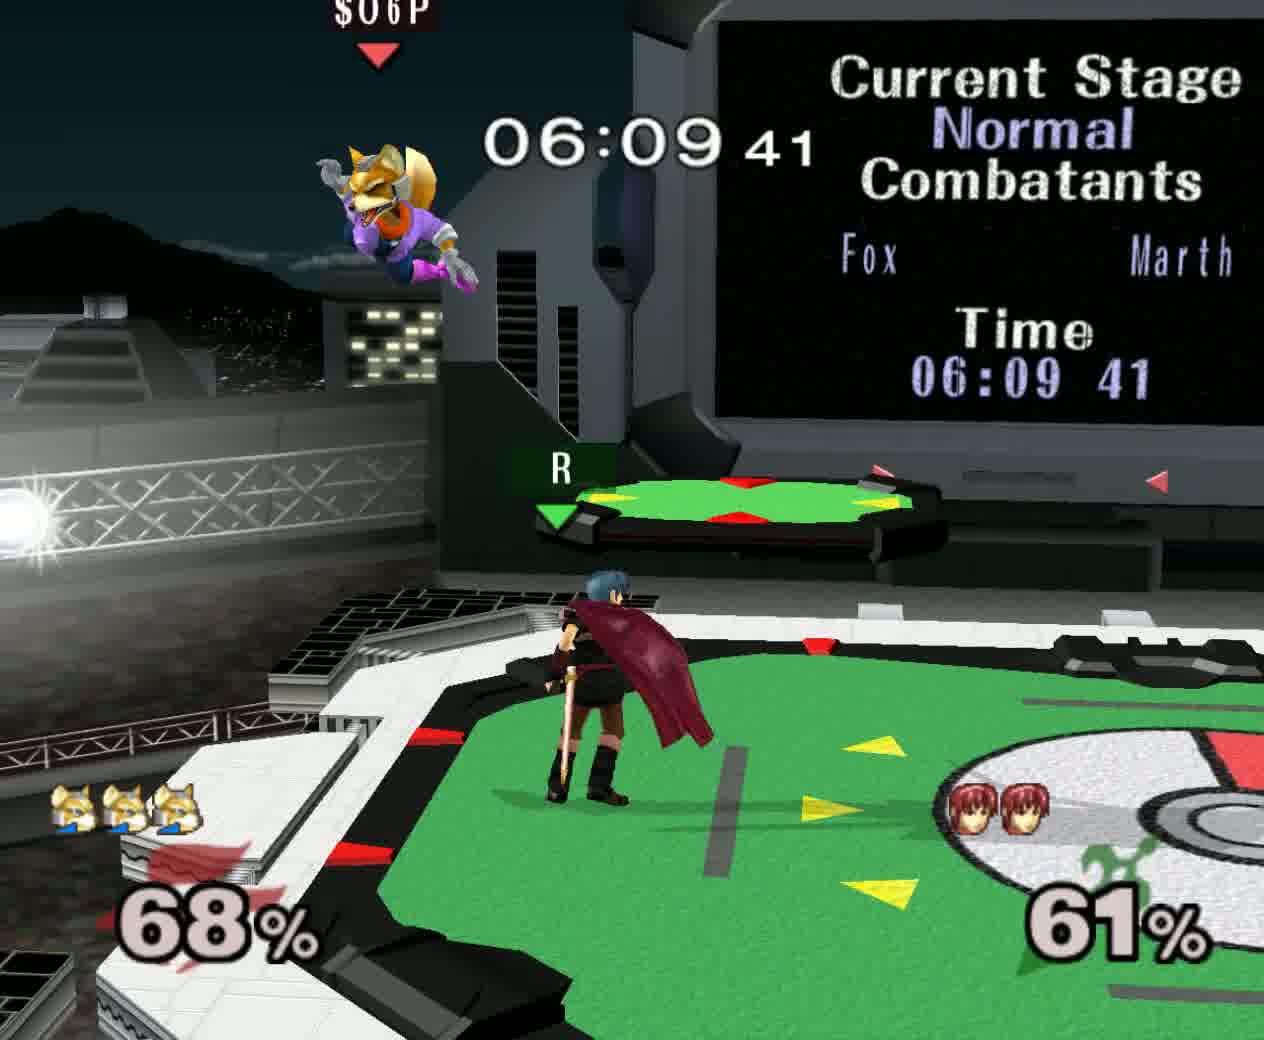 $06P
06:09 41
Current Stage
Normal
Combatants
Fox Marth
Time
06:09 41
R
68%
61%